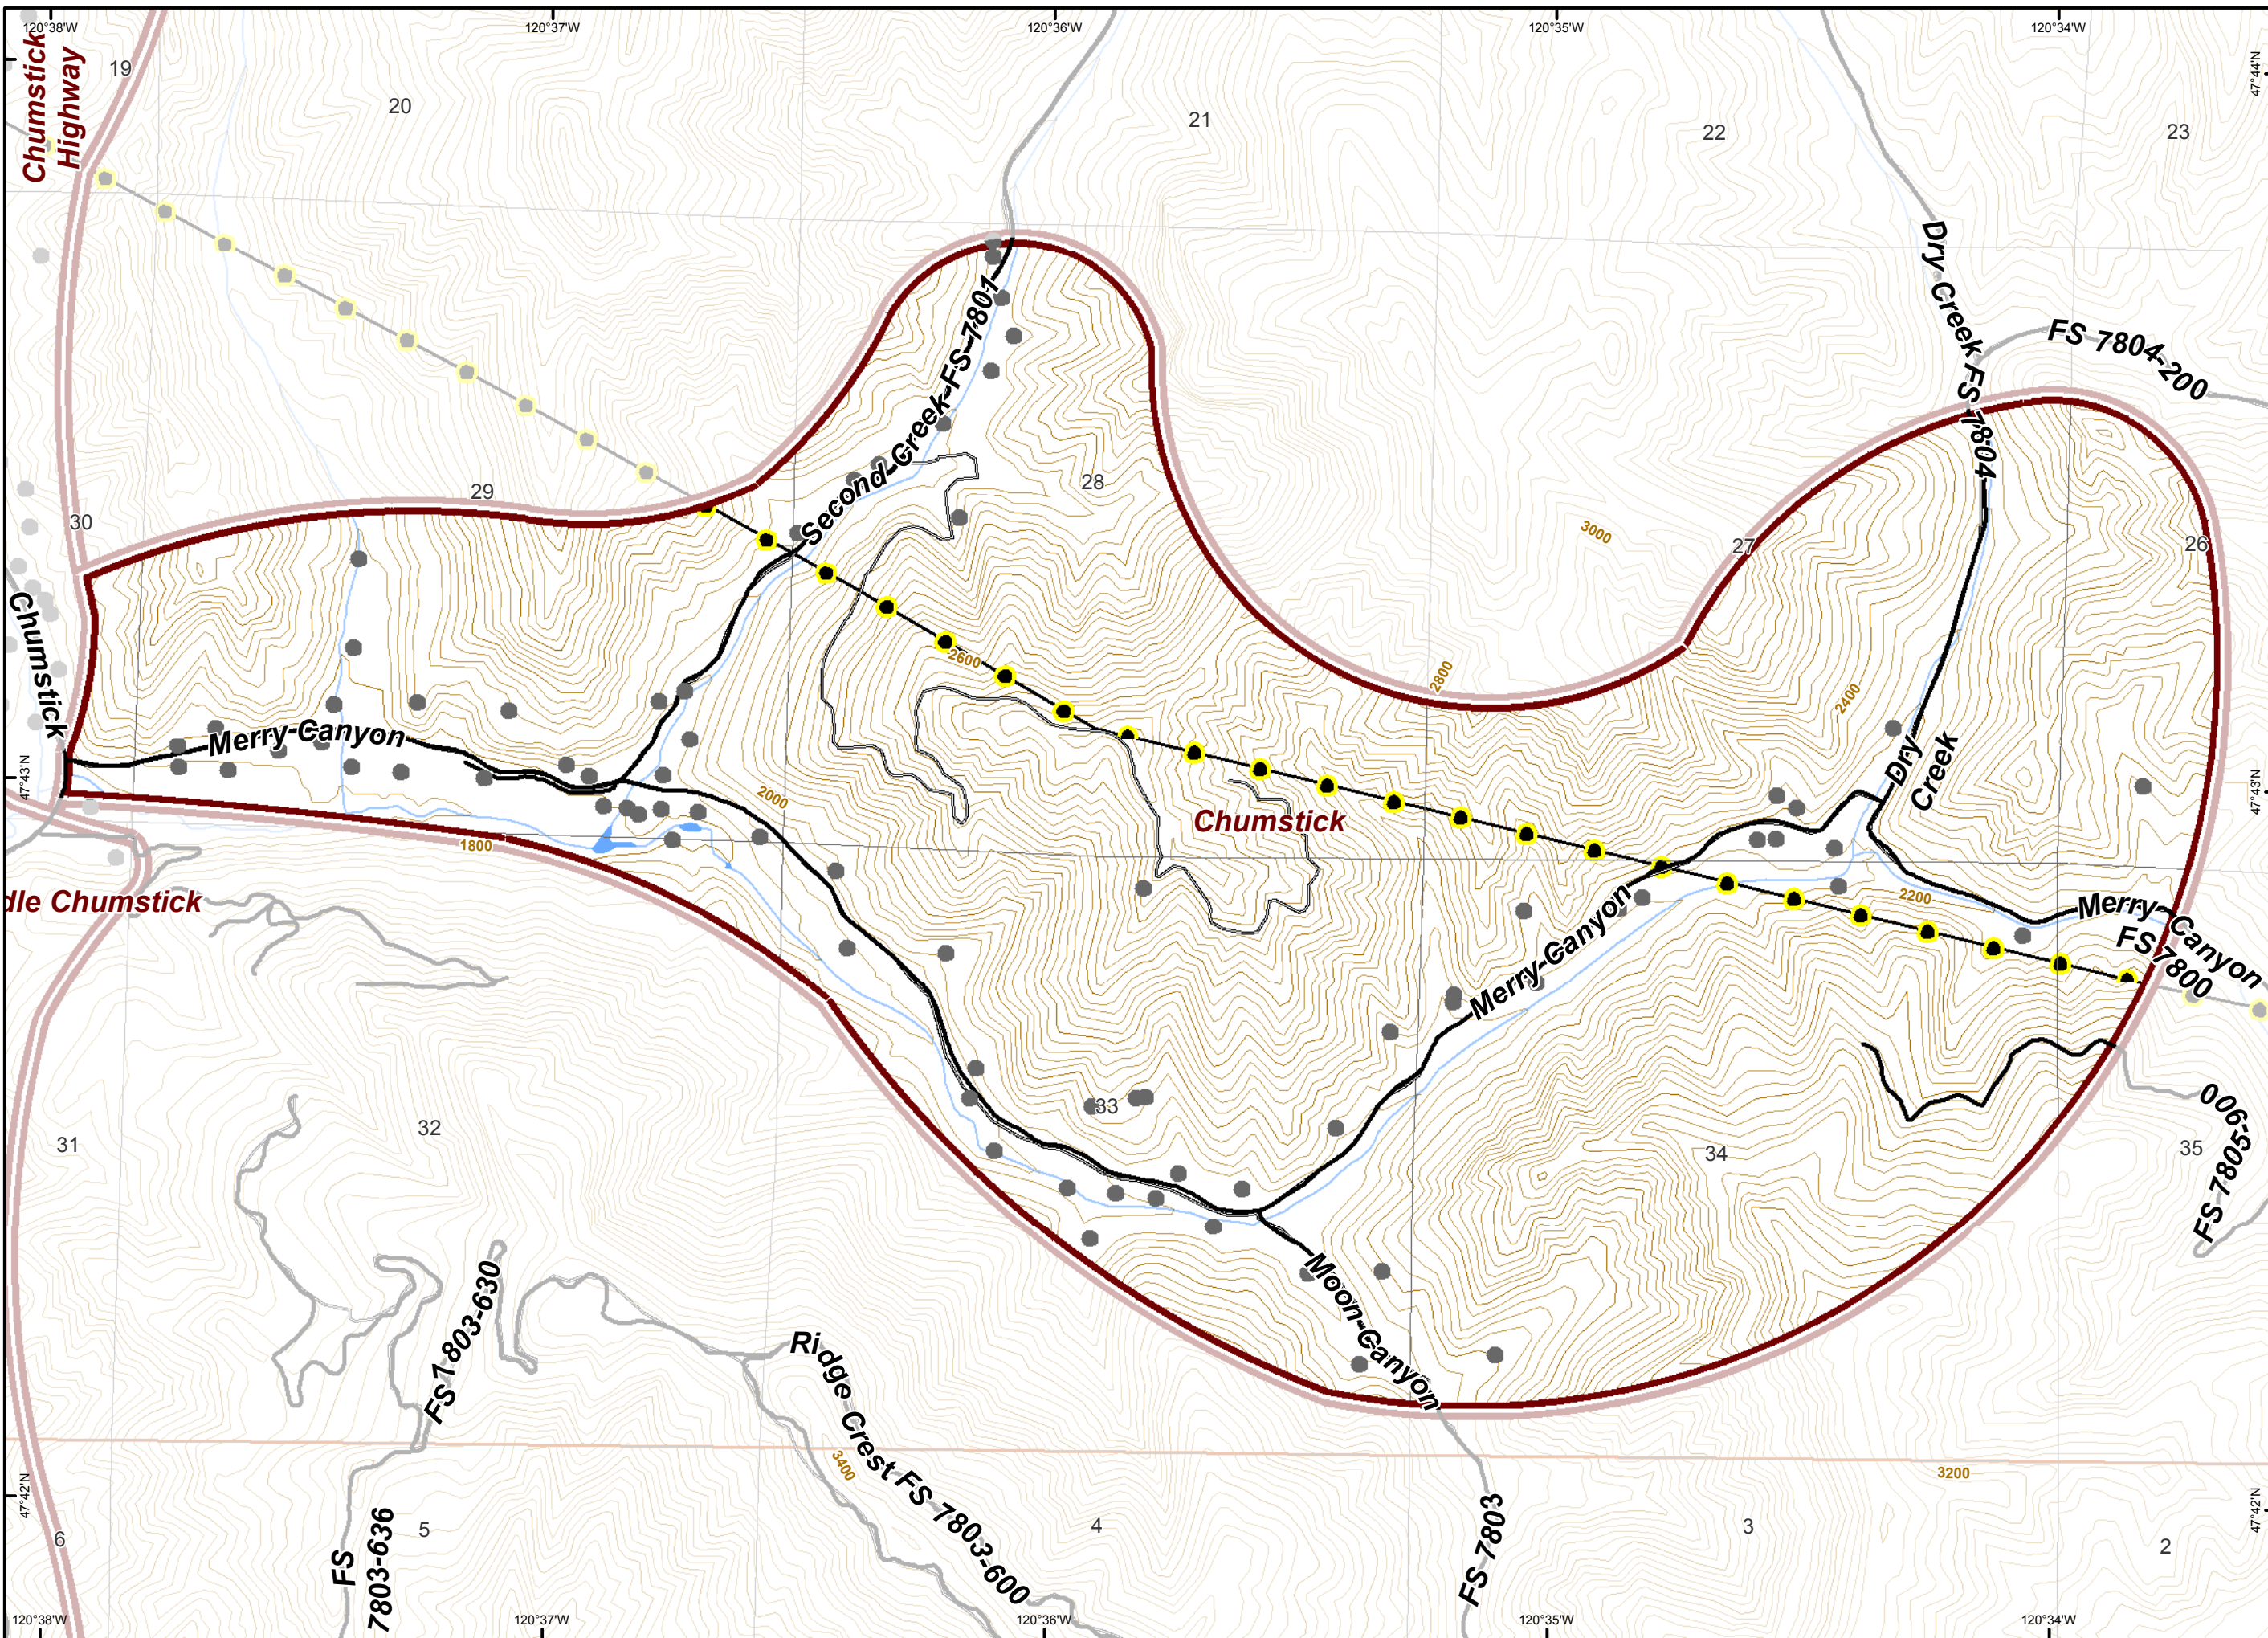 120°38'W
120°37'W
120°36'W
120°35'W
120°34'W
Chumstick
Highway
19
20
21
22
23
47°44'N
Dry Creek FS 7804
FS 7804-200
Second Creek FS 7801
28
29
30
3000
27
26
Chumstick
2600
2800
2400
Merry Canyon
47°43'N
2000
Chumstick
Dry
Creek
47°43'N
1800
dle Chumstick
2200
Merry Canyon
FS 7800
Merry Canyon
33
32
31
34
35
FS 7805-900
Moon Canyon
FS 7803-630
Ridge Crest FS 7803-600
3400
3200
47°42'N
47°42'N
6
5
4
3
2
FS
7803-636
FS 7803
120°38'W
120°37'W
120°36'W
120°35'W
120°34'W